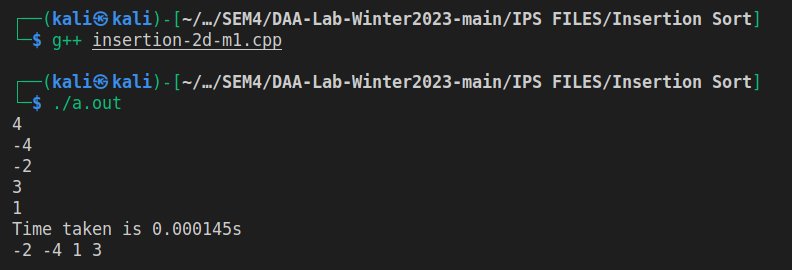 ┌──(kali㉿kali)-[~/…/SEM4/DAA-Lab-Winter2023-main/IPS FILES/Insertion Sort]
└─$ g++ insertion-2d-m1.cpp
┌──(kali㉿kali)-[~/…/SEM4/DAA-Lab-Winter2023-main/IPS FILES/Insertion Sort]
└─$ ./a.out
4
-4
-2
3
1
Time taken is 0.000145s
-2 -4 1 3